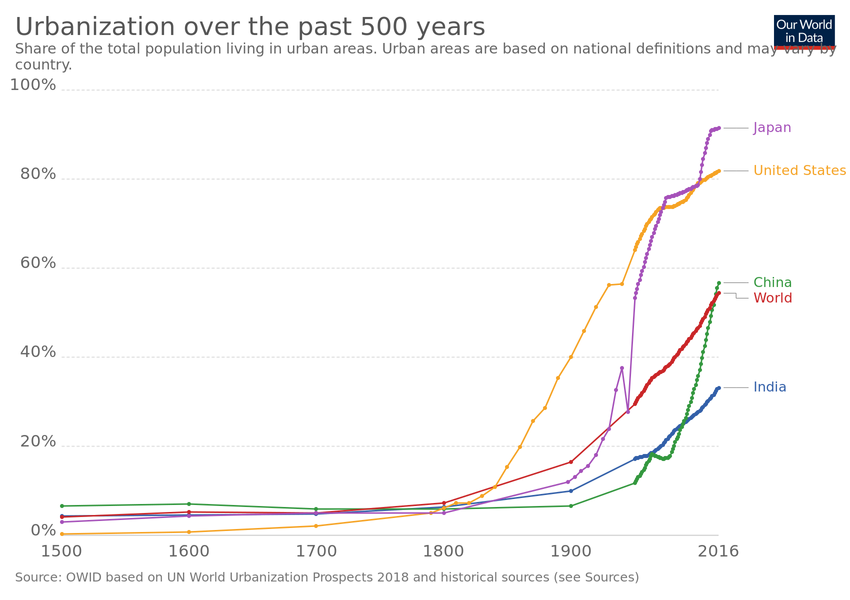 Urbanization over the past 500 years
Our World
in Data
Share of the total population living in urban areas. Urban areas are based on national definitions and may vary by
country.
100%
80%
60%
40%
20%
0%
Japan
United States
China
World
India
1500 1600 1700 1800 1900 2016
Source: OWID based on UN World Urbanization Prospects 2018 and historical sources (see Sources)